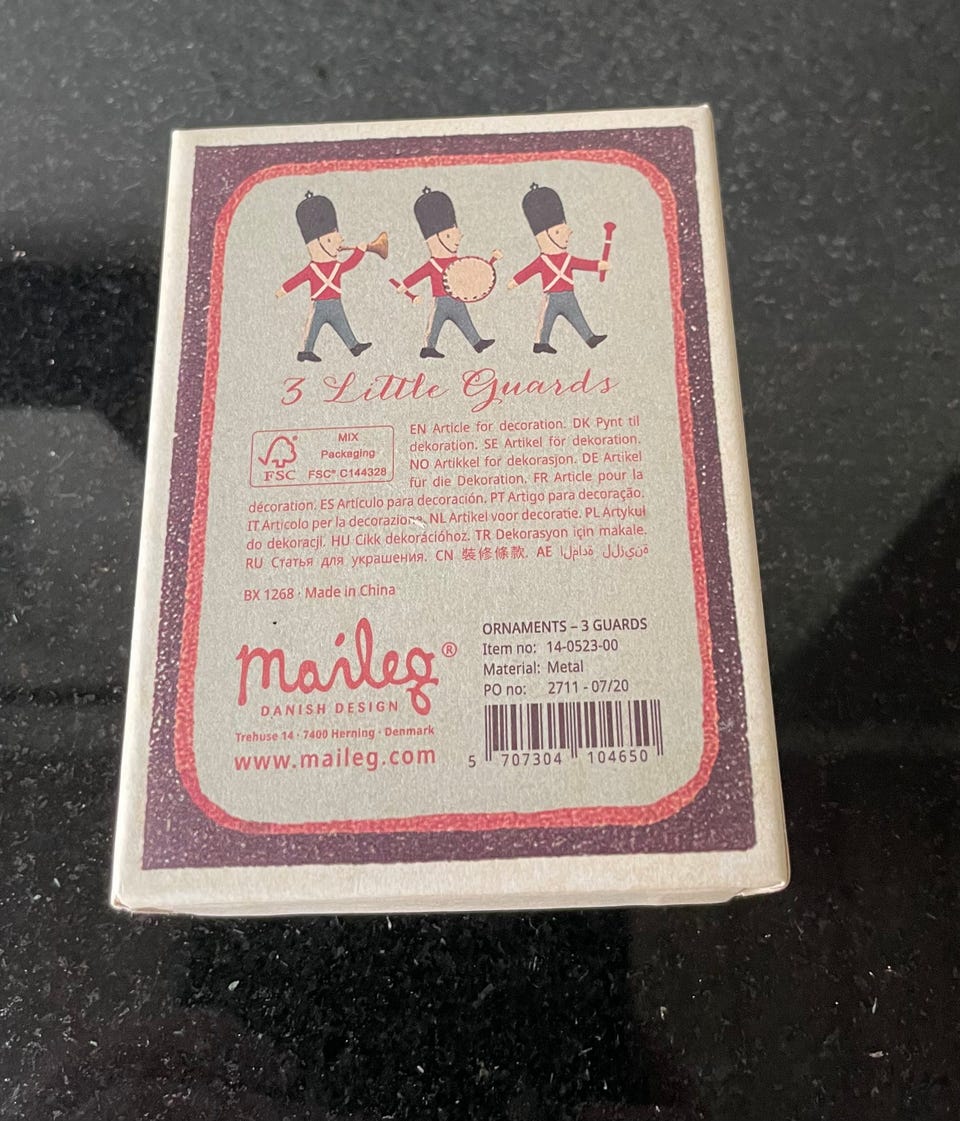 3 Little Guards
MIX
Packaging
FSC
FSC® C144328
EN Article for decoration. DK Pynt til
dekoration. SE Artikel för dekoration.
NO Artikkel for dekorasjon. DE Artikel
für die Dekoration. FR Article pour la
décoration. ES Artículo para decoración. PT Artigo para decoração.
IT Articolo per la decorazione. NL Artikel voor decoratie. PL Artykuł
do dekoracji. HU Cikk dekorációhoz. TR Dekorasyon için makale.
RU Статья для украшения. CN 裝修條款. AE المادة للزينة
BX 1268 · Made in China
maileg®
DANISH DESIGN
Trehuse 14 · 7400 Herning · Denmark
www.maileg.com
ORNAMENTS – 3 GUARDS
Item no: 14-0523-00
Material: Metal
PO no: 2711 - 07/20
5 707304 104650